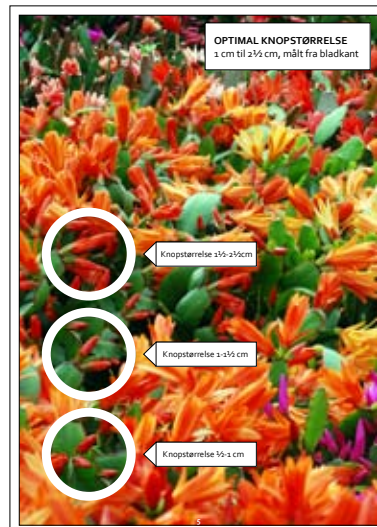 OPTIMAL KNOPSTØRRELSE
1 cm til 2½ cm, målt fra bladkant
Knopstørrelse 1½-2½cm
Knopstørrelse 1-1½ cm
Knopstørrelse ½-1 cm
5